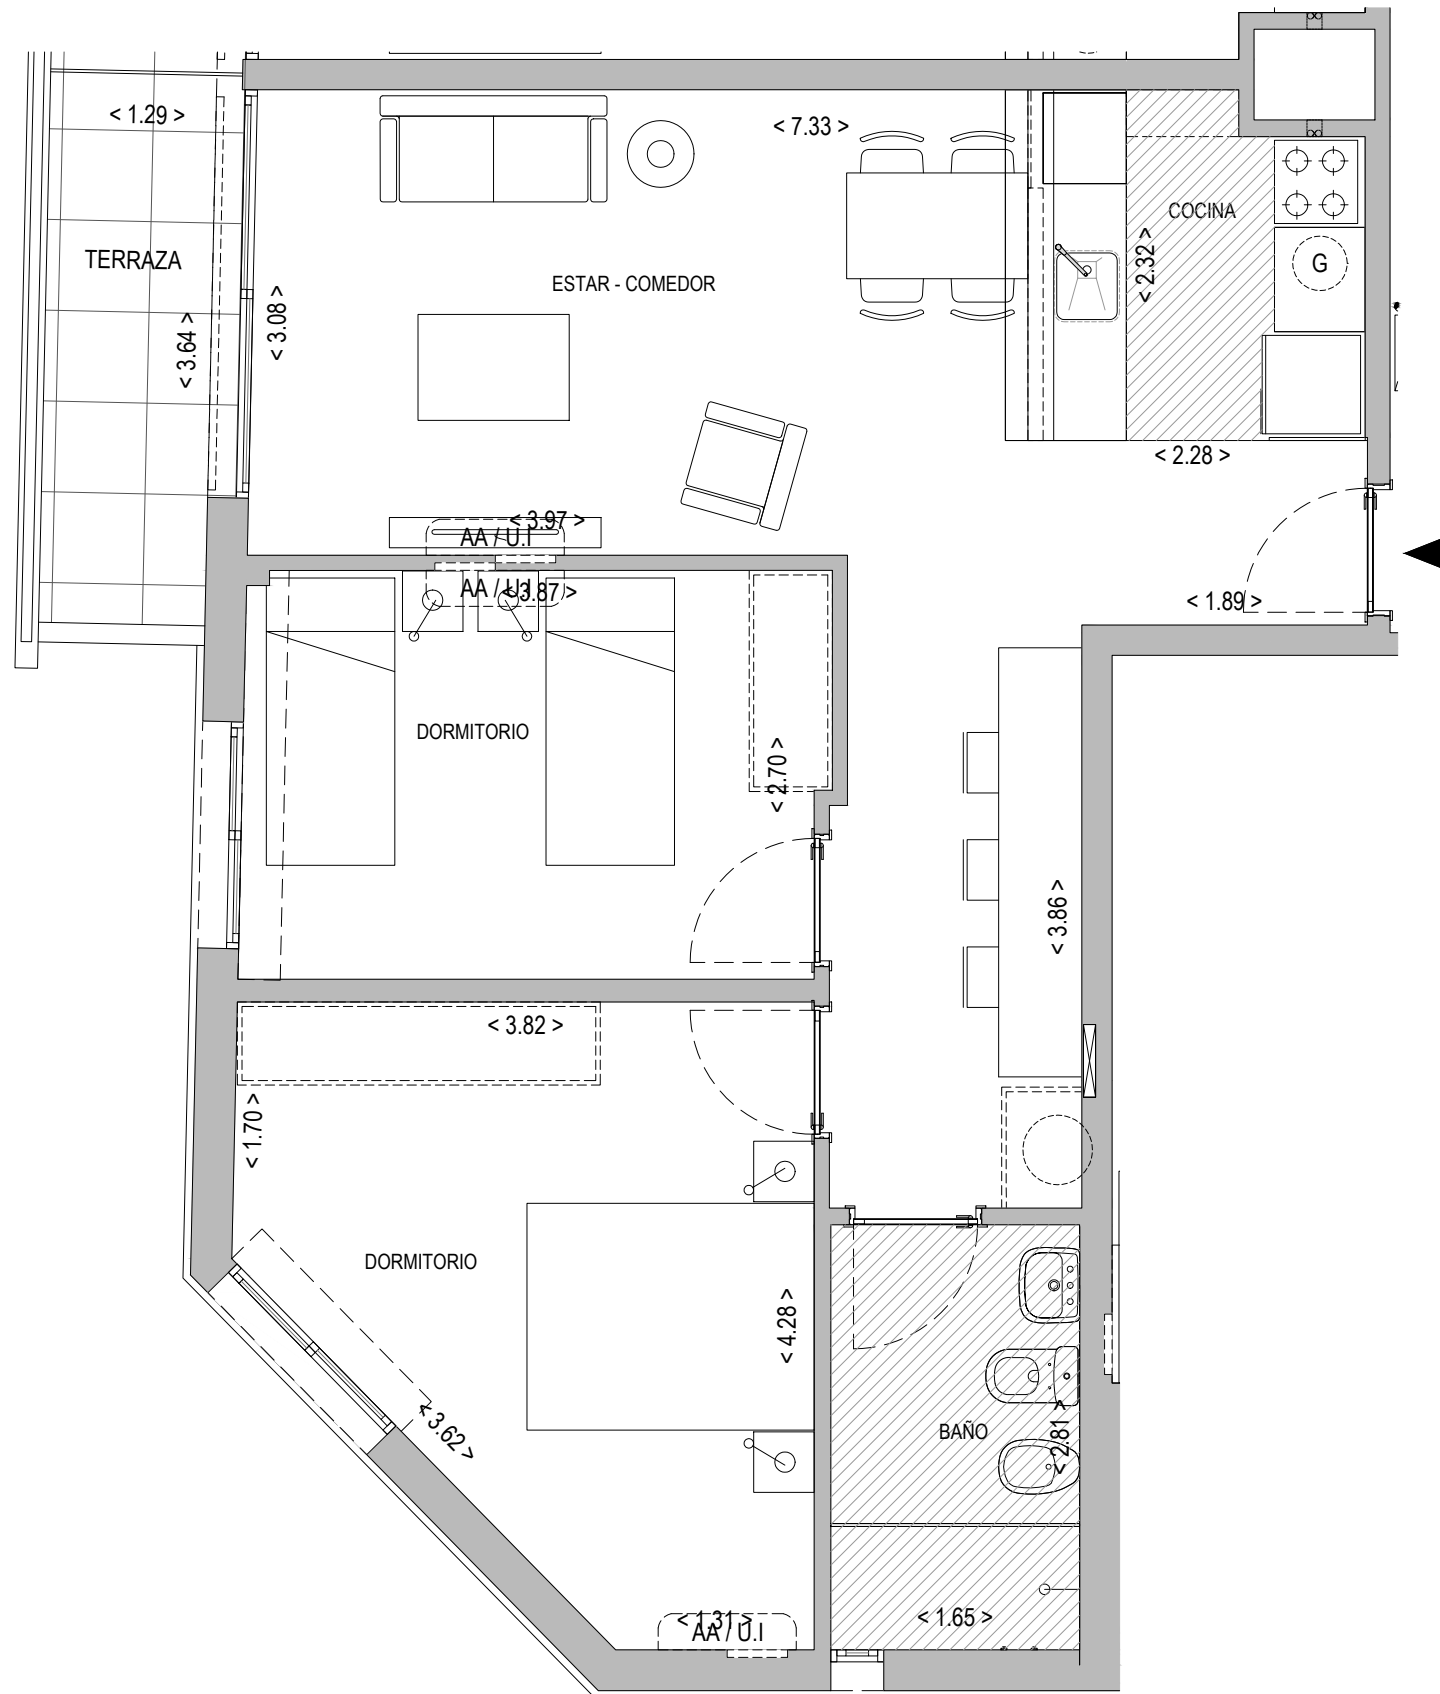 < 1.29 >
< 7.33 >
COCINA
< 2.32 >
TERRAZA
G
ESTAR - COMEDOR
< 3.08 >
< 3.64 >
< 2.28 >
< 3.97 >
AA / U.I
AA / U.I
< 3.87 >
< 1.89 >
DORMITORIO
< 2.70 >
< 3.86 >
< 3.82 >
< 1.70 >
DORMITORIO
< 4.28 >
< 3.62 >
BAÑO
< 2.81 >
< 1.31 >
AA / U.I
< 1.65 >